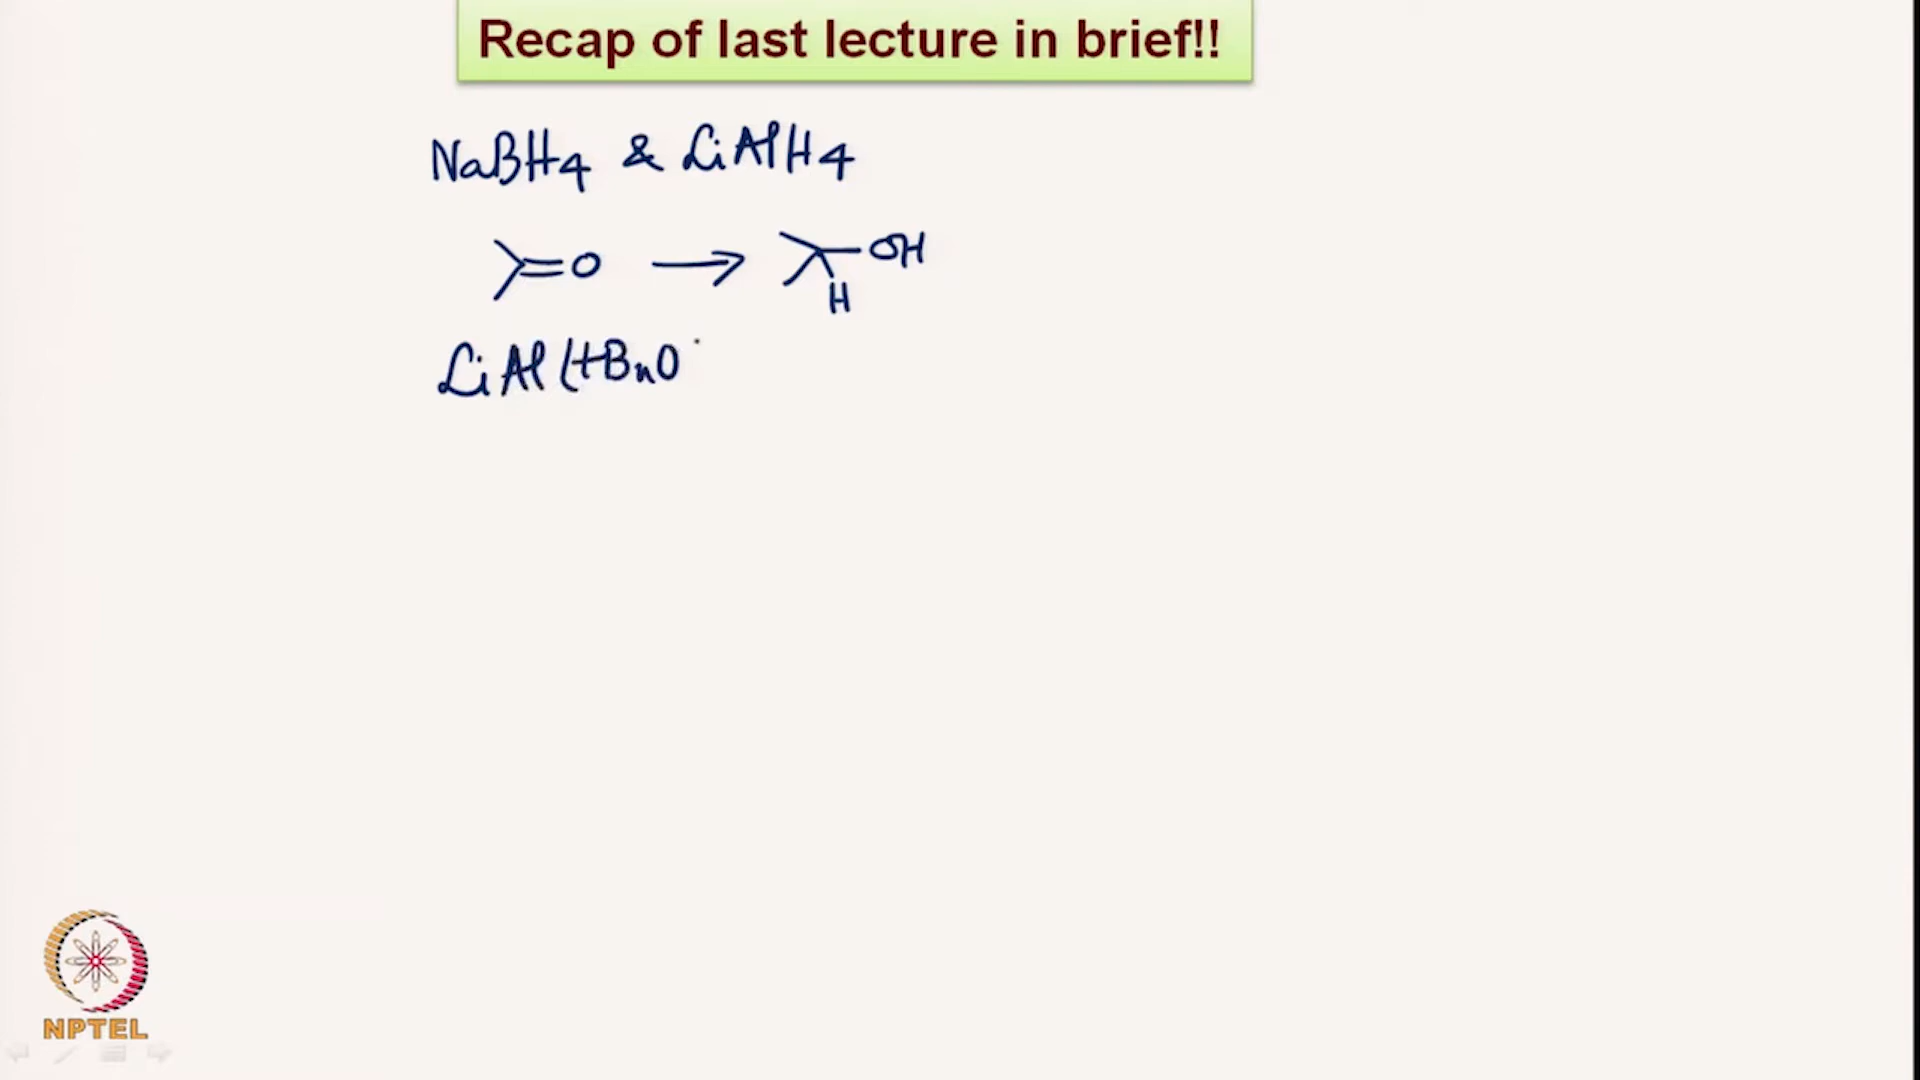 Recap of last lecture in brief!!
NaBH4 & LiAlH4
=O → OH
H
LiAl(tBuO
NPTEL